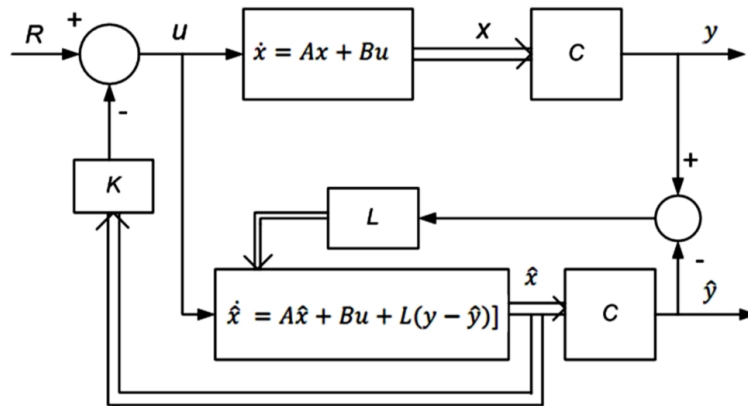 +
R
u
ẋ = Ax + Bu
x
C
y
-
K
+
L
-
x̂̇ = Ax̂ + Bu + L(y − ŷ)]
x̂
C
ŷ